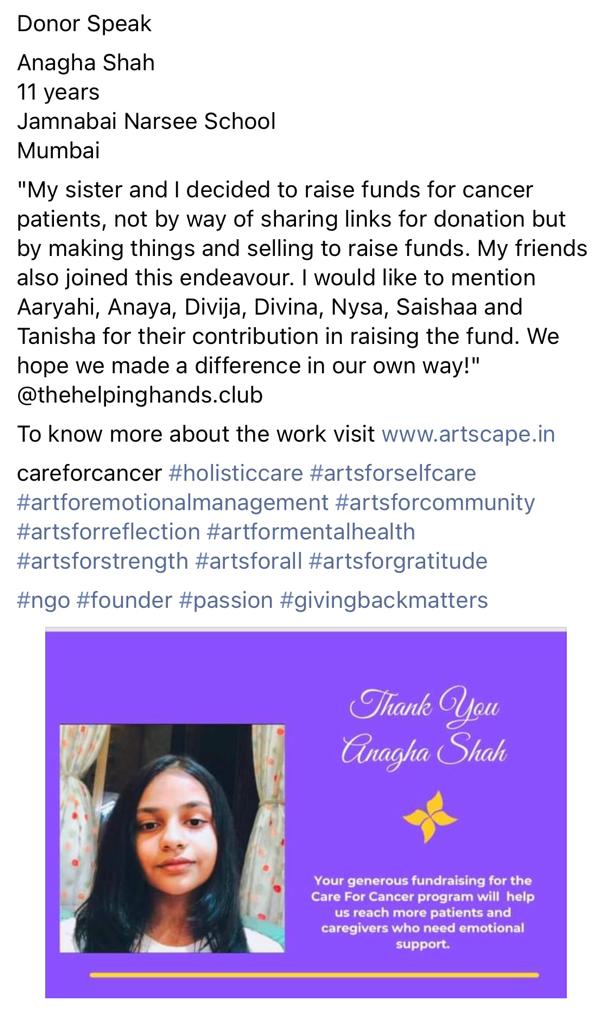 Donor Speak
Anagha Shah
11 years
Jamnabai Narsee School
Mumbai
"My sister and I decided to raise funds for cancer
patients, not by way of sharing links for donation but
by making things and selling to raise funds. My friends
also joined this endeavour. I would like to mention
Aaryahi, Anaya, Divija, Divina, Nysa, Saishaa and
Tanisha for their contribution in raising the fund. We
hope we made a difference in our own way!"
@thehelpinghands.club
To know more about the work visit www.artscape.in
careforcancer #holisticcare #artsforselfcare
#artforemotionalmanagement #artsforcommunity
#artsforreflection #artformentalhealth
#artsforstrength #artsforall #artsforgratitude
#ngo #founder #passion #givingbackmatters
Thank You
Anagha Shah
Your generous fundraising for the
Care For Cancer program will help
us reach more patients and
caregivers who need emotional
support.